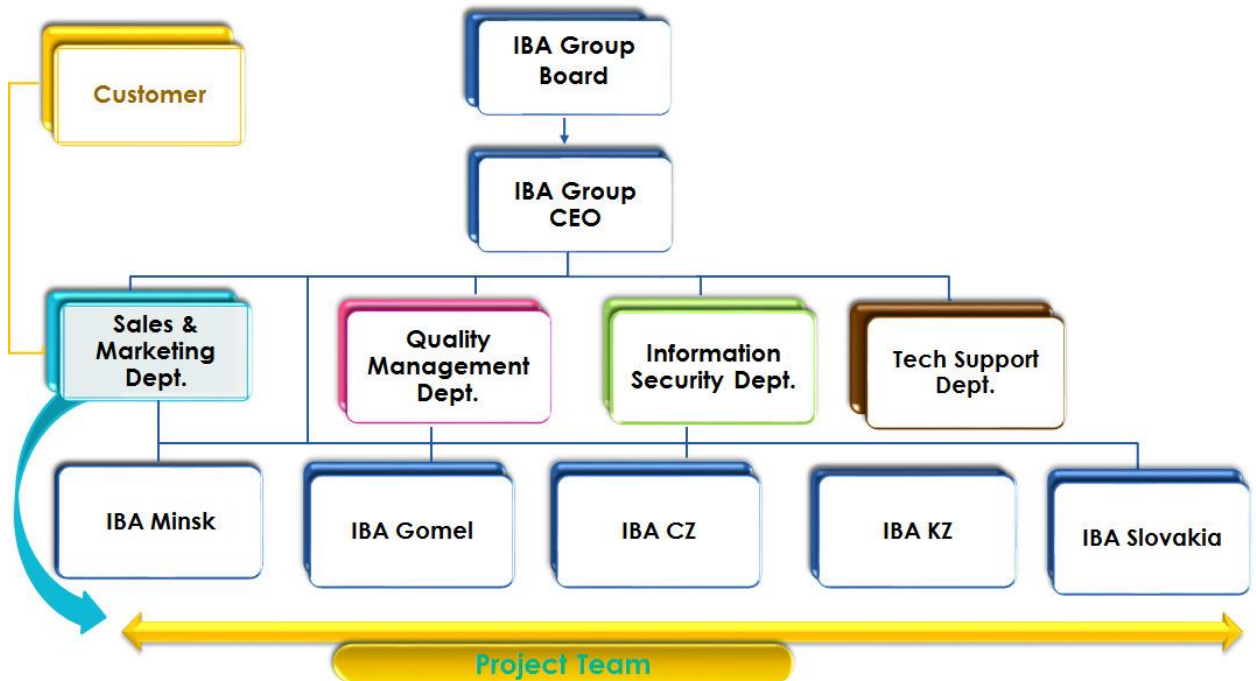 Customer
IBA Group
Board
IBA Group
CEO
Sales &
Marketing
Dept.
Quality
Management
Dept.
Information
Security Dept.
Tech Support
Dept.
IBA Minsk
IBA Gomel
IBA CZ
IBA KZ
IBA Slovakia
Project Team